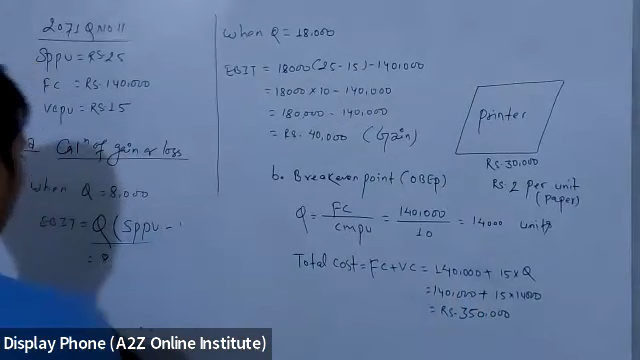 2071 Q NO 11
Sppu = RS. 25
FC = RS. 140,000
Vcpu = RS. 15
a Calⁿ of gain or loss
When Q = 8,000
EBIT = Q (Sppu -
=
when Q = 18,000
EBIT = 18000 (25 - 15) - 140,000
= 18000 × 10 - 140,000
= 180,000 - 140,000
= RS. 40,000 (Gain)
printer
RS. 30,000
RS. 2 per unit
(paper)
b. Breakeven point (OBEP)
Q = FC / cmpu = 140,000 / 10 = 14000 units
Total cost = FC + VC = 140,000 + 15 × Q
= 140,000 + 15 × 14000
= RS. 350,000
Display Phone (A2Z Online Institute)